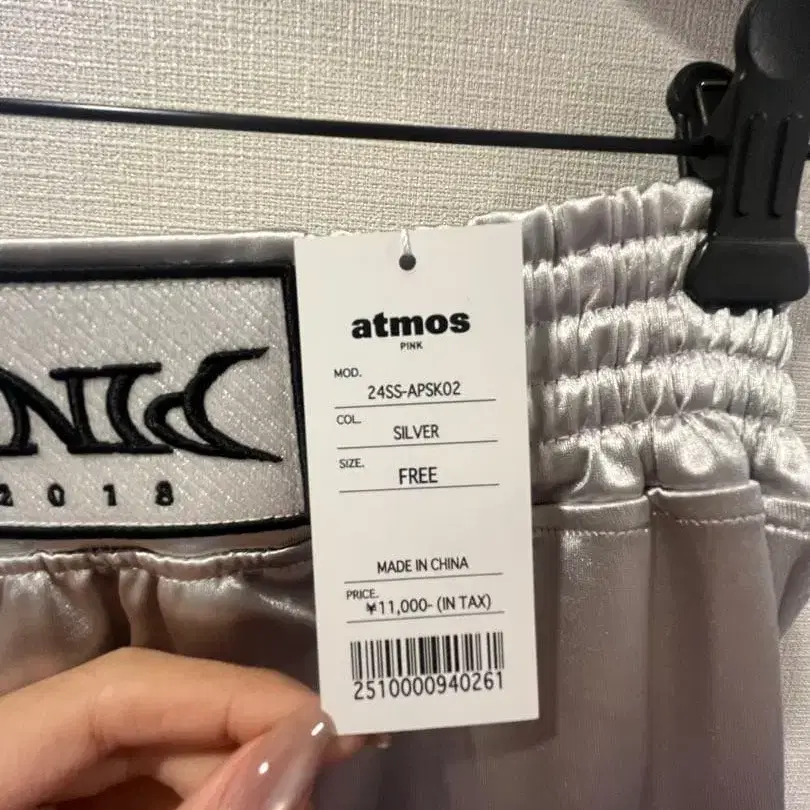 atmos
PINK
MOD.
24SS-APSK02
COL.
SILVER
SIZE.
FREE
MADE IN CHINA
PRICE.
¥11,000- (IN TAX)
2510000940261
2018